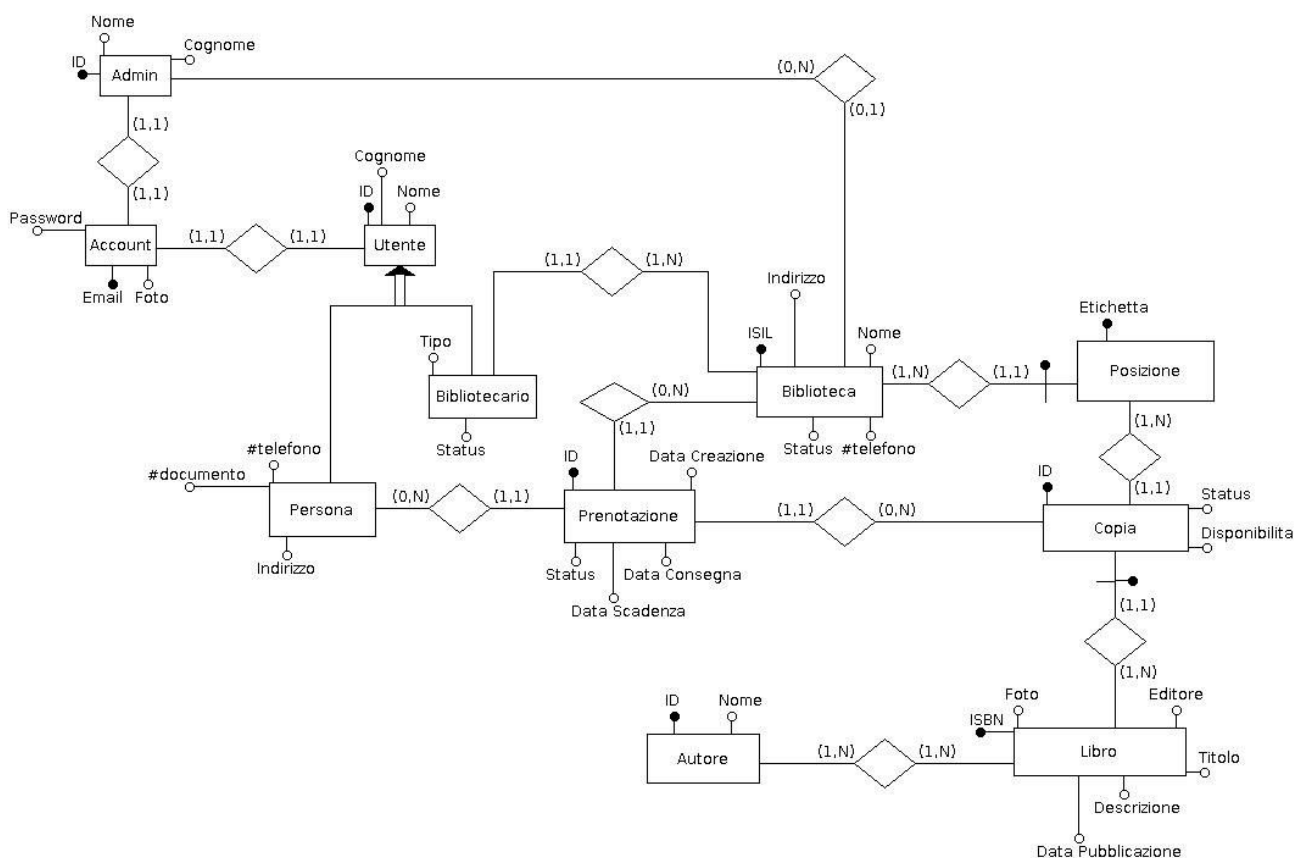 Nome
Cognome
ID
Admin
(0,N)
(0,1)
(1,1)
(1,1)
Cognome
ID
Nome
Password
Account
(1,1)
(1,1)
Utente
Email
Foto
(1,1)
(1,N)
Indirizzo
Etichetta
Tipo
ISIL
Nome
Bibliotecario
Biblioteca
(1,N)
(1,1)
Posizione
(0,N)
(1,1)
Status
Status
#telefono
(1,N)
#telefono
#documento
ID
Data Creazione
ID
(1,1)
Status
Persona
(0,N)
(1,1)
Prenotazione
(1,1)
(0,N)
Copia
Disponibilita
Indirizzo
Status
Data Consegna
Data Scadenza
(1,1)
(1,N)
ID
Nome
Foto
Editore
ISBN
Autore
(1,N)
(1,N)
Libro
Titolo
Descrizione
Data Pubblicazione